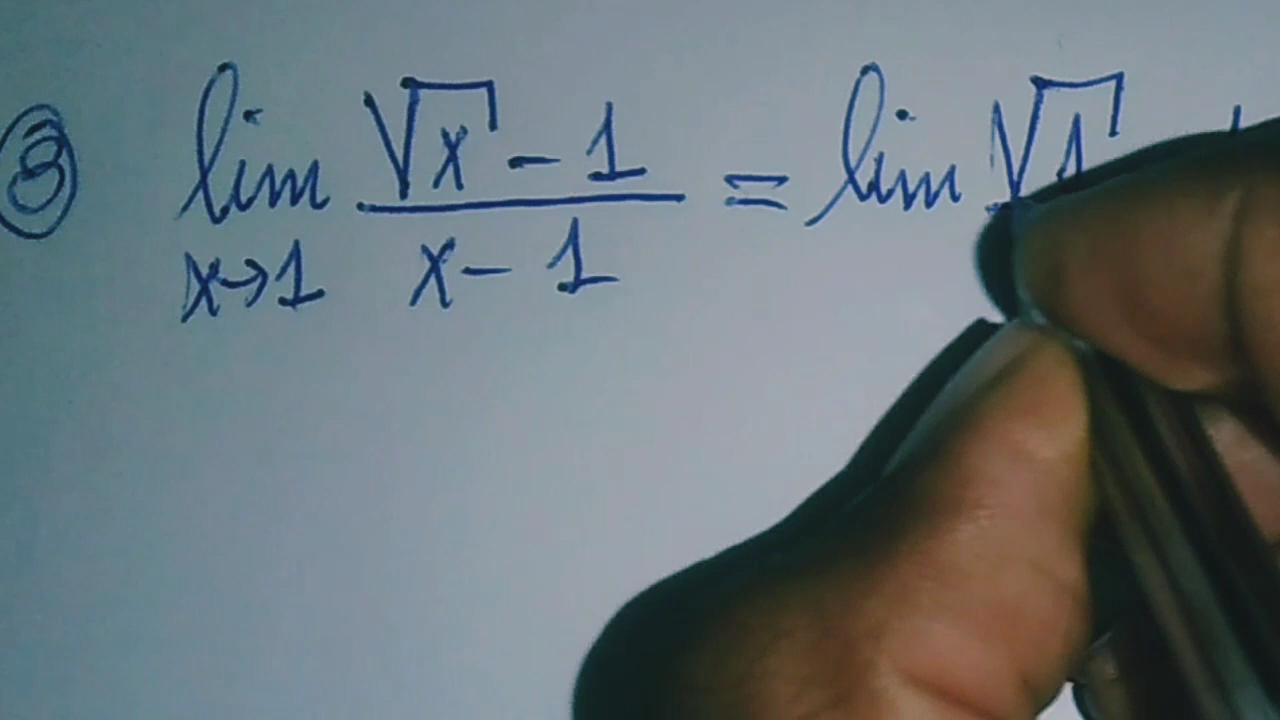 ③ lim √x - 1 = lim √1
x→1 x - 1